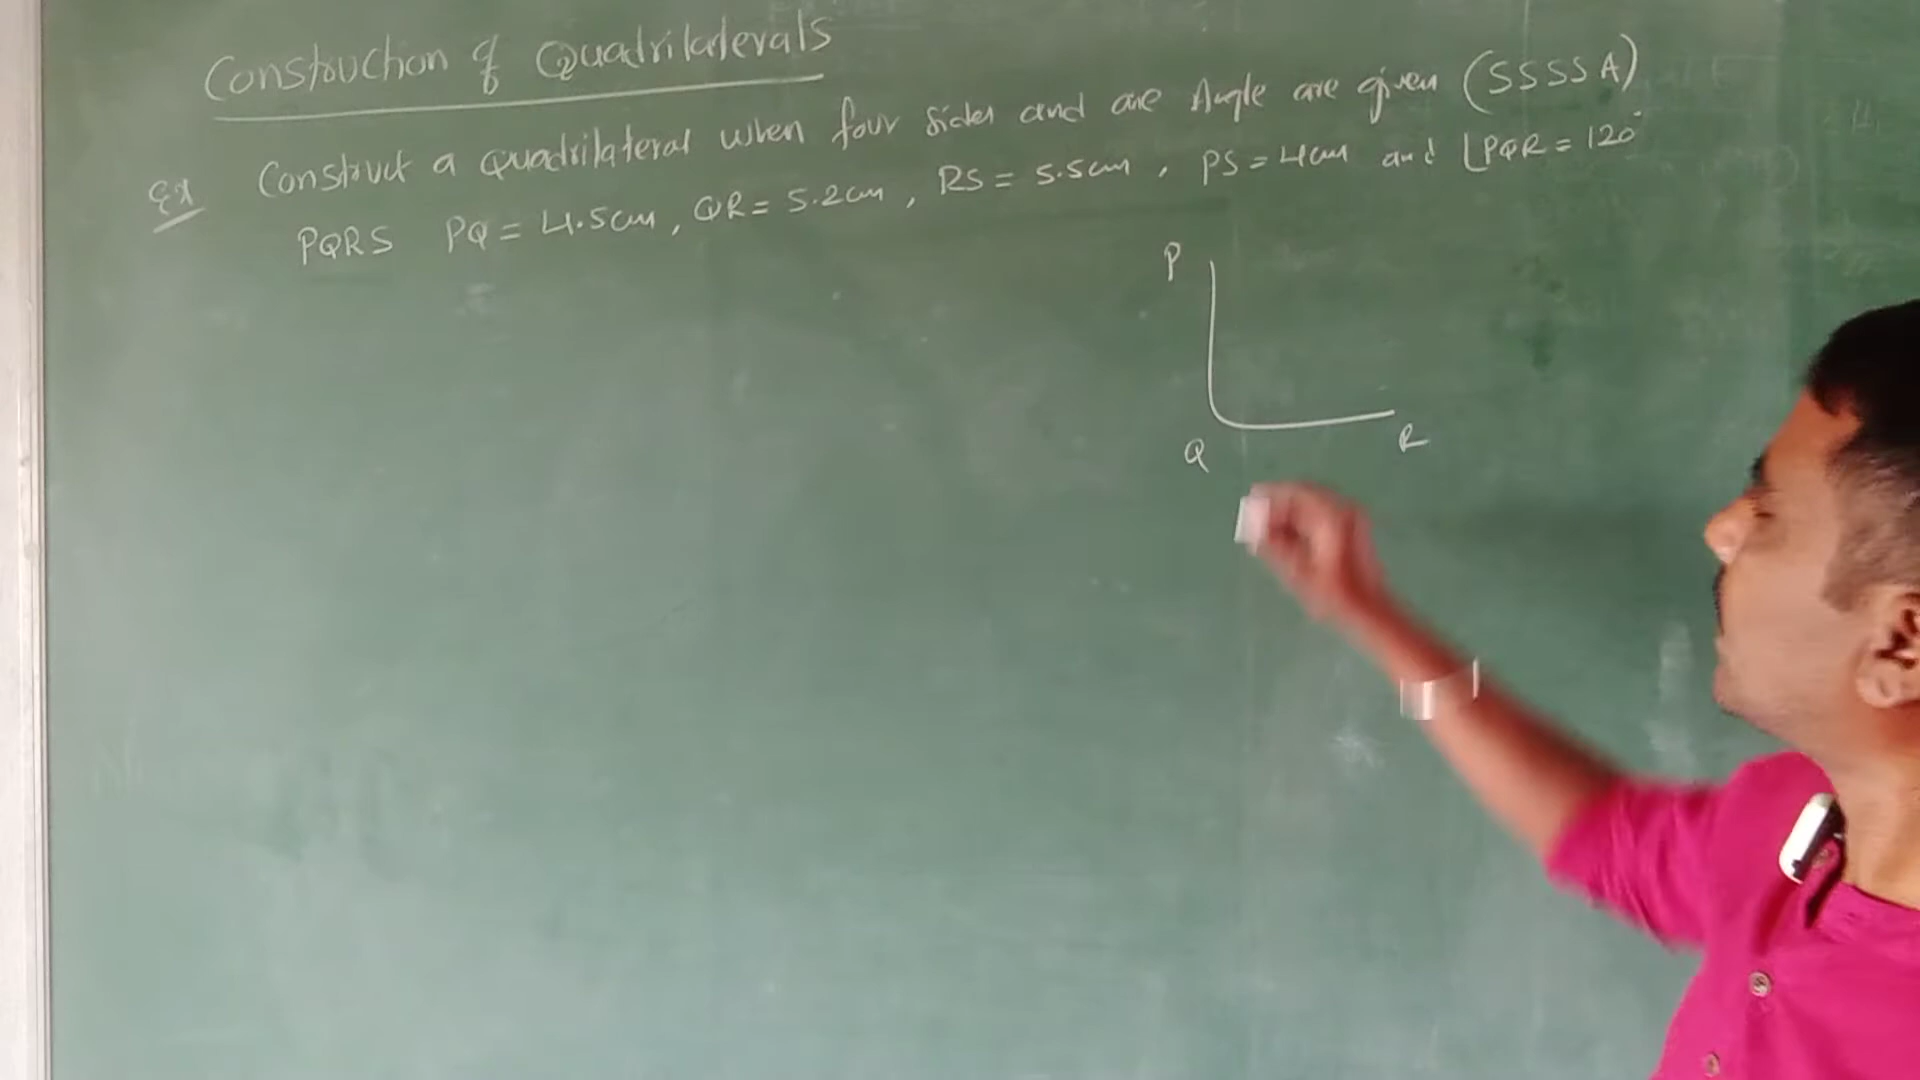 Construction of Quadrilaterals
Ex Construct a quadrilateral when four sides and one Angle are given (SSSSA)
PQRS PQ = 4.5cm, QR = 5.2cm, RS = 5.5cm, PS = 4cm and ∠PQR = 120°
P
Q R